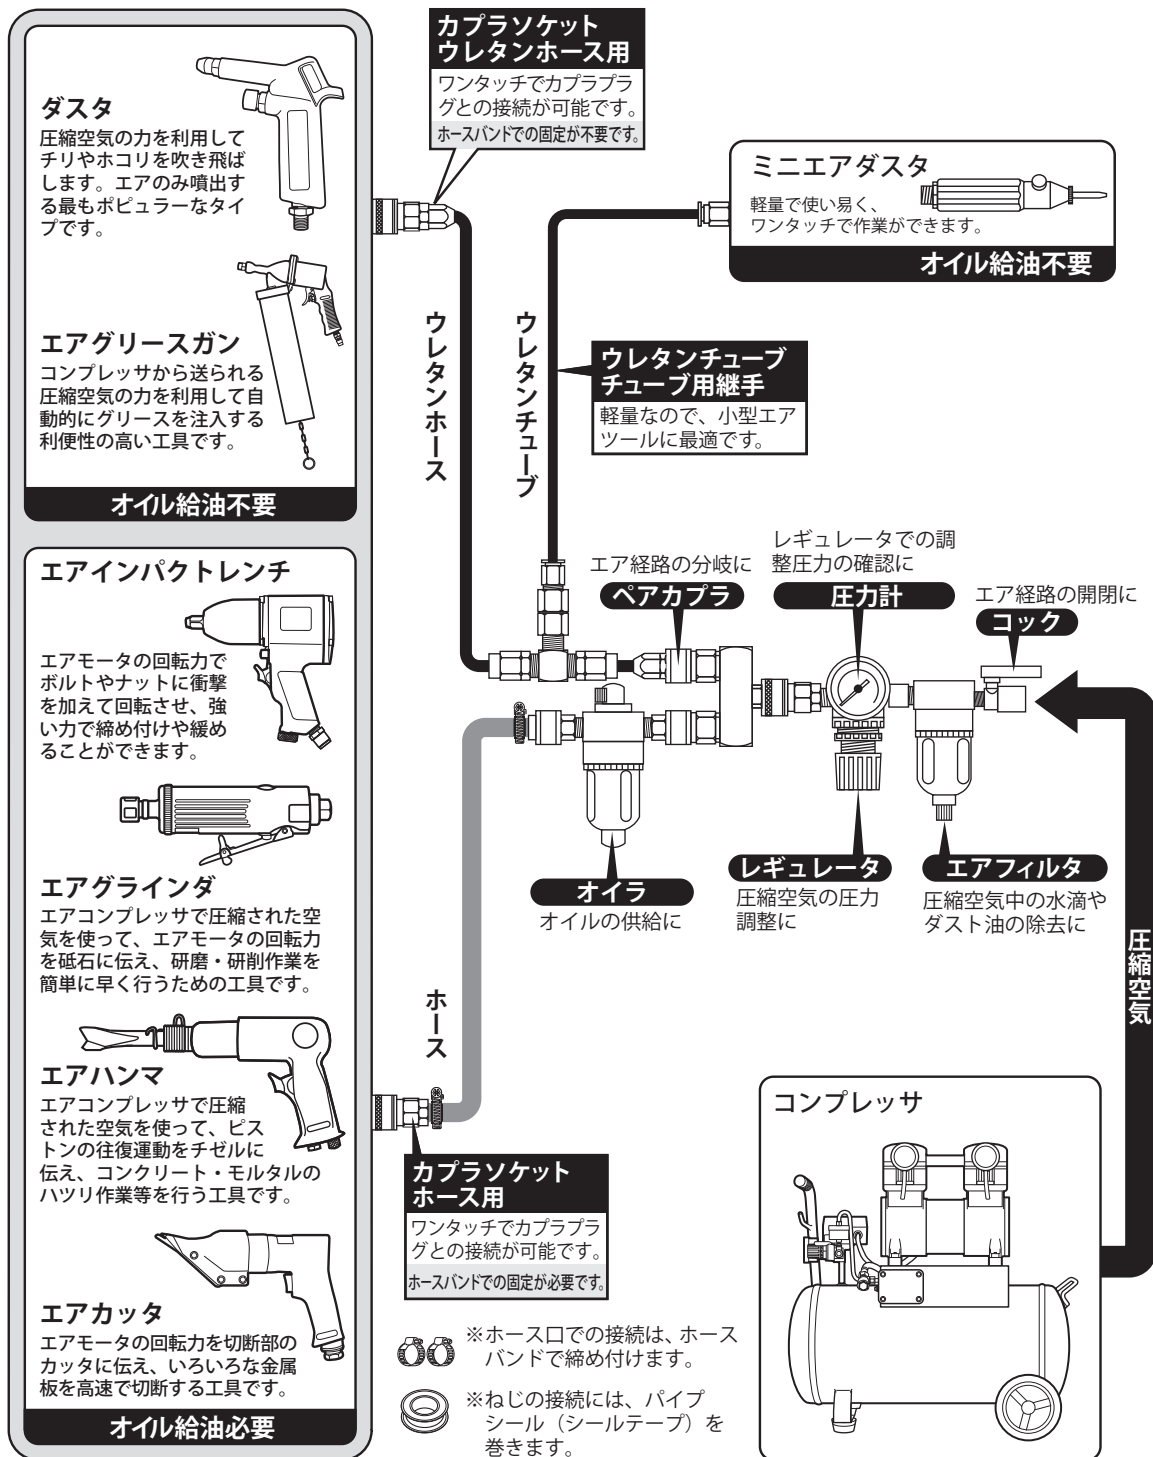 ダスタ
圧縮空気の力を利用して
チリやホコリを吹き飛ば
します。エアのみ噴出す
る最もポピュラーなタイ
プです。
エアグリースガン
コンプレッサから送られる
圧縮空気の力を利用して自
動的にグリースを注入する
利便性の高い工具です。
オイル給油不要
エアインパクトレンチ
エアモータの回転力で
ボルトやナットに衝撃
を加えて回転させ、強
い力で締め付けや緩め
ることができます。
エアグラインダ
エアコンプレッサで圧縮された空
気を使って、エアモータの回転力
を砥石に伝え、研磨・研削作業を
簡単に早く行うための工具です。
エアハンマ
エアコンプレッサで圧縮
された空気を使って、ピス
トンの往復運動をチゼルに
伝え、コンクリート・モルタルの
ハツリ作業等を行う工具です。
エアカッタ
エアモータの回転力を切断部の
カッタに伝え、いろいろな金属
板を高速で切断する工具です。
オイル給油必要
カプラソケット
ウレタンホース用
ワンタッチでカプラプラ
グとの接続が可能です。
ホースバンドでの固定が不要です。
ミニエアダスタ
軽量で使い易く、
ワンタッチで作業ができます。
オイル給油不要
ウレタンホース
ウレタンチューブ
ウレタンチューブ
チューブ用継手
軽量なので、小型エア
ツールに最適です。
エア経路の分岐に
ペアカプラ
レギュレータでの調
整圧力の確認に
圧力計
エア経路の開閉に
コック
オイラ
オイルの供給に
レギュレータ
圧縮空気の圧力
調整に
エアフィルタ
圧縮空気中の水滴や
ダスト油の除去に
圧縮空気
ホース
カプラソケット
ホース用
ワンタッチでカプラプラ
グとの接続が可能です。
ホースバンドでの固定が必要です。
※ホース口での接続は、ホース
バンドで締め付けます。
※ねじの接続には、パイプ
シール（シールテープ）を
巻きます。
コンプレッサ